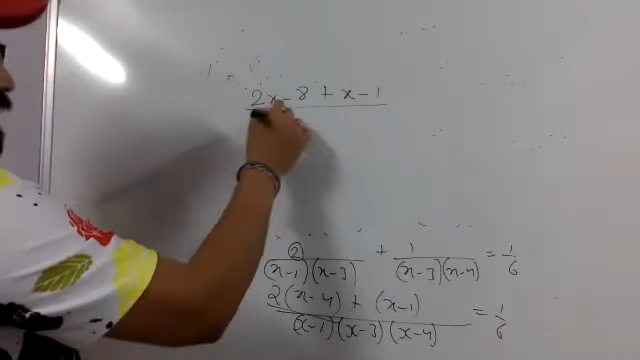 2x - 8 + x - 1
2/(x-1)(x-3) + 1/(x-3)(x-4) = 1/6
2(x-4) + (x-1)/(x-1)(x-3)(x-4) = 1/6